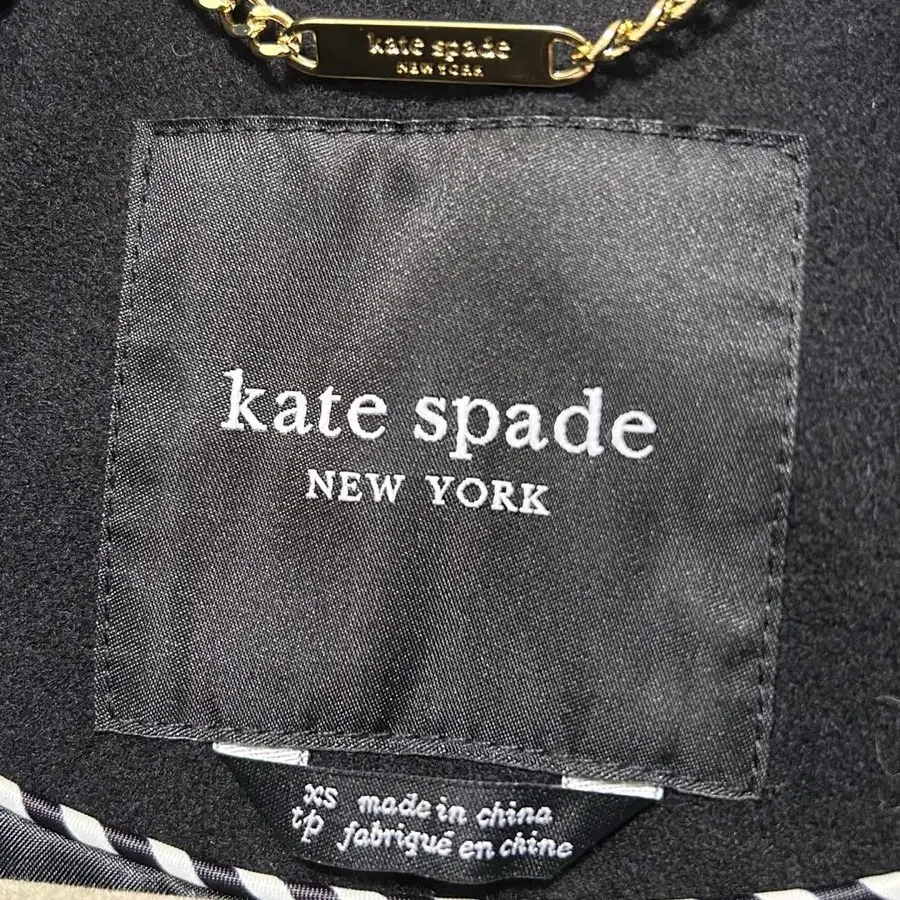 kate spade
NEW YORK
kate spade
NEW YORK
xs made in china
tp fabriqué en chine